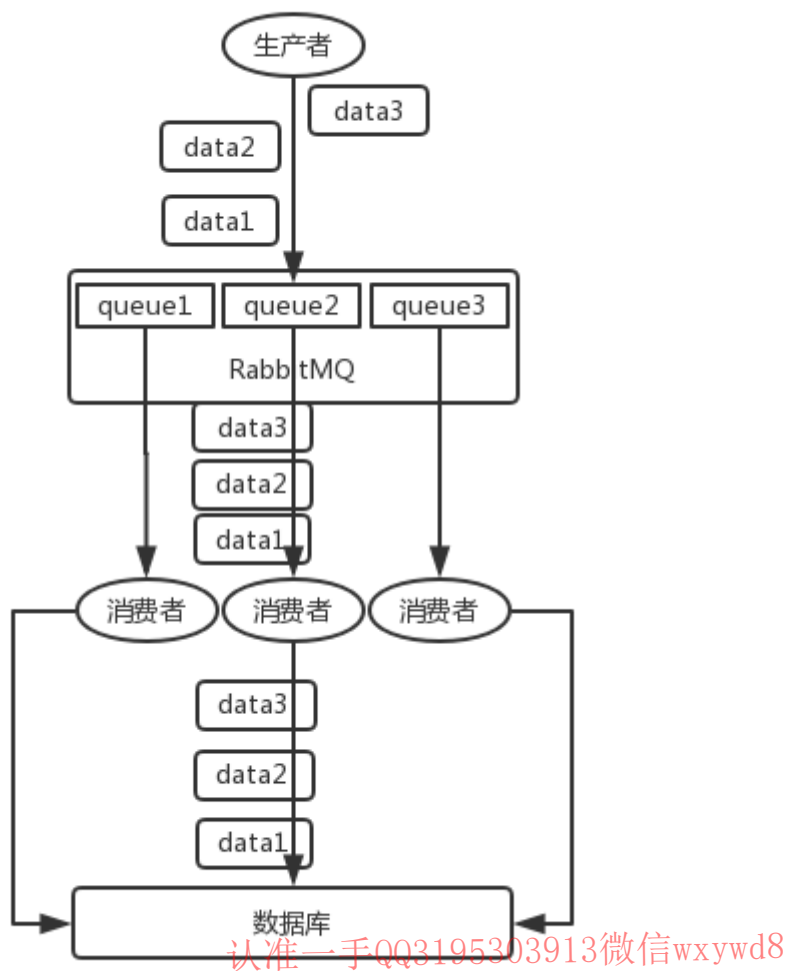 生产者
data3
data2
data1
queue1 queue2 queue3
RabbitMQ
data3
data2
data1
消费者 消费者 消费者
data3
data2
data1
数据库
认准一手QQ3195303913微信wxywd8